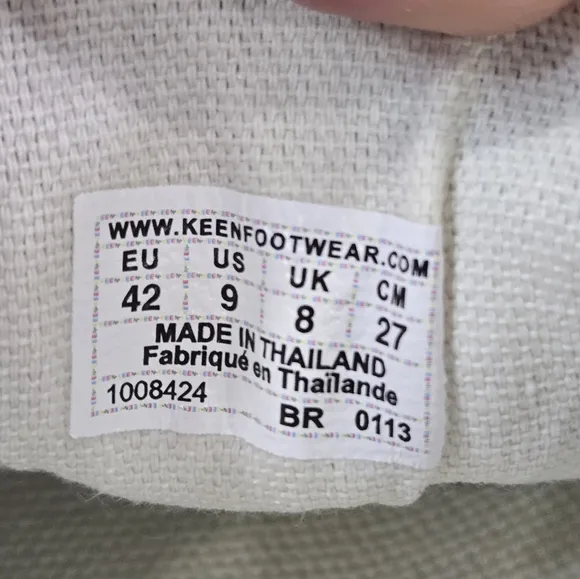 WWW.KEENFOOTWEAR.COM
EU US UK CM
42 9 8 27
MADE IN THAILAND
Fabriqué en Thaïlande
1008424 BR 0113